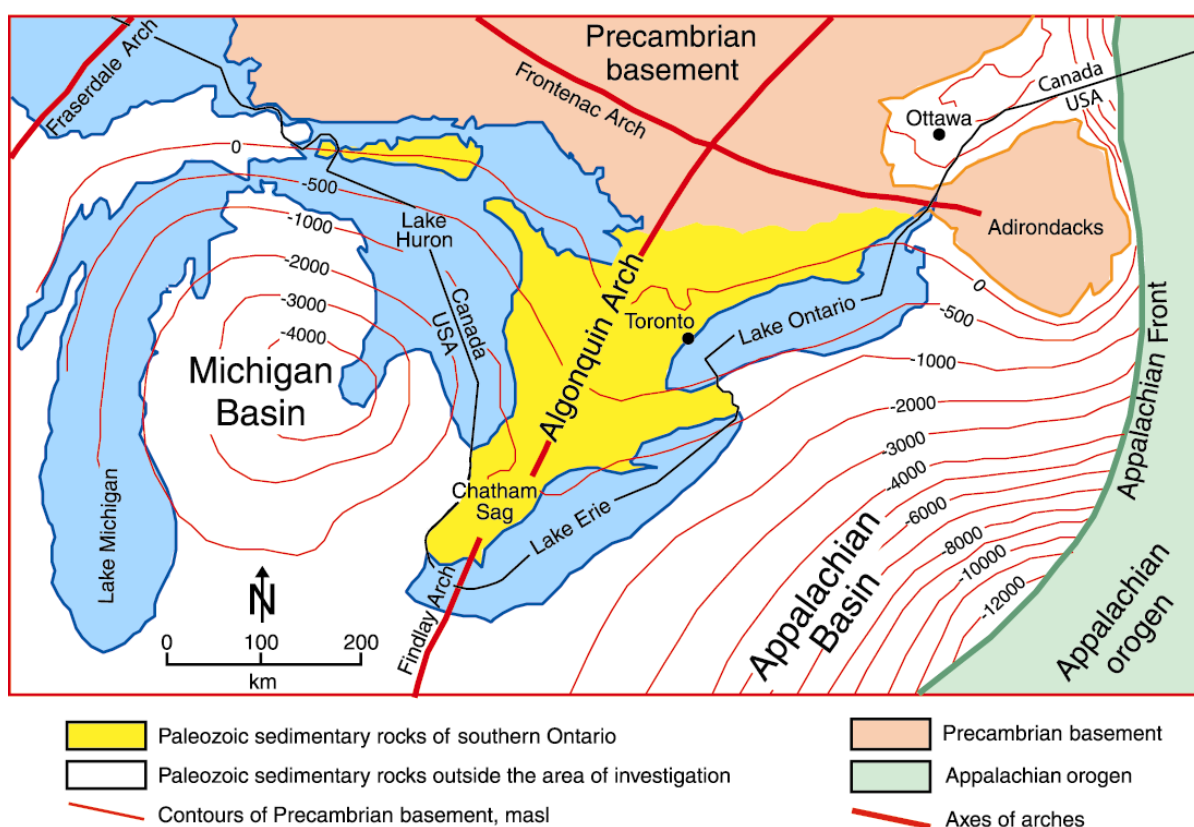 Fraserdale Arch
Precambrian
basement
Frontenac Arch
Canada
USA
Ottawa
Adirondacks
0
-500
-1000
-2000
-3000
-4000
Lake
Huron
Canada
USA
Michigan
Basin
Lake Michigan
Algonquin Arch
Toronto
Lake Ontario
0
-500
-1000
-2000
-3000
-4000
-6000
-8000
-10000
-12000
Chatham
Sag
Lake Erie
Findlay Arch
Appalachian
Basin
Appalachian Front
Appalachian
orogen
N
0
100
200
km
Paleozoic sedimentary rocks of southern Ontario
Paleozoic sedimentary rocks outside the area of investigation
Contours of Precambrian basement, masl
Precambrian basement
Appalachian orogen
Axes of arches